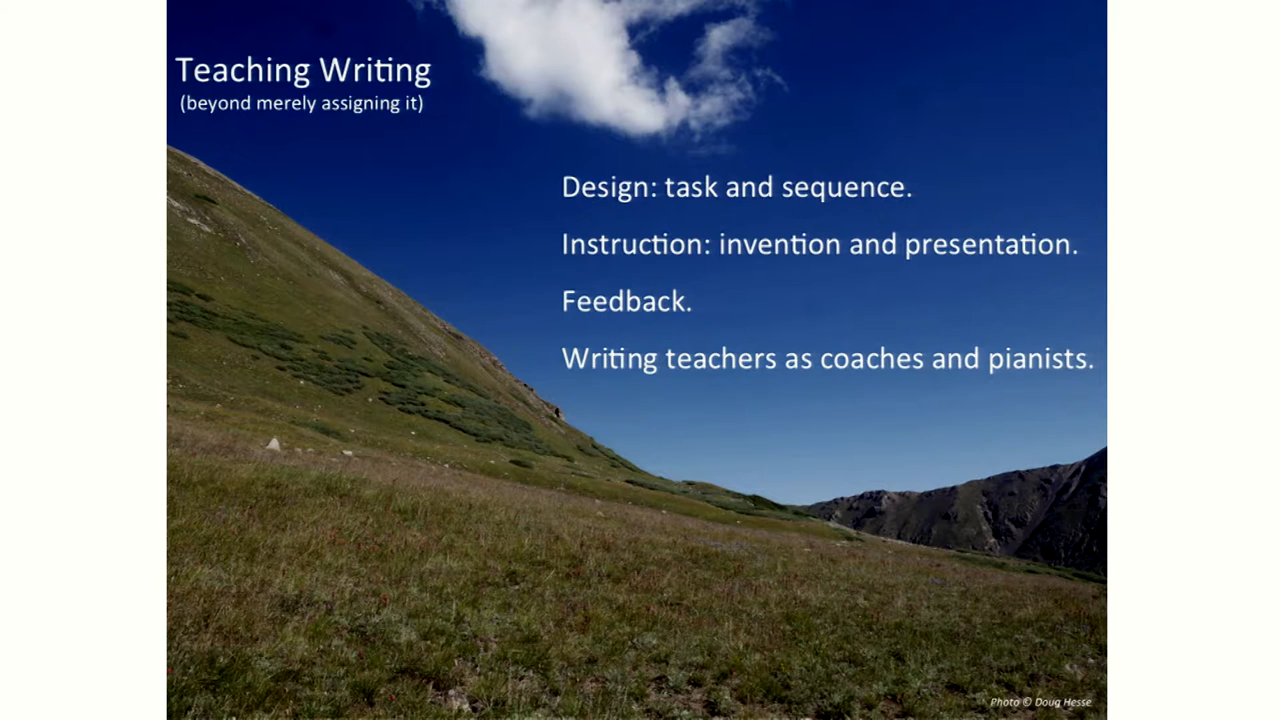 Teaching Writing
(beyond merely assigning it)
Design: task and sequence.
Instruction: invention and presentation.
Feedback.
Writing teachers as coaches and pianists.
Photo © Doug Hesse